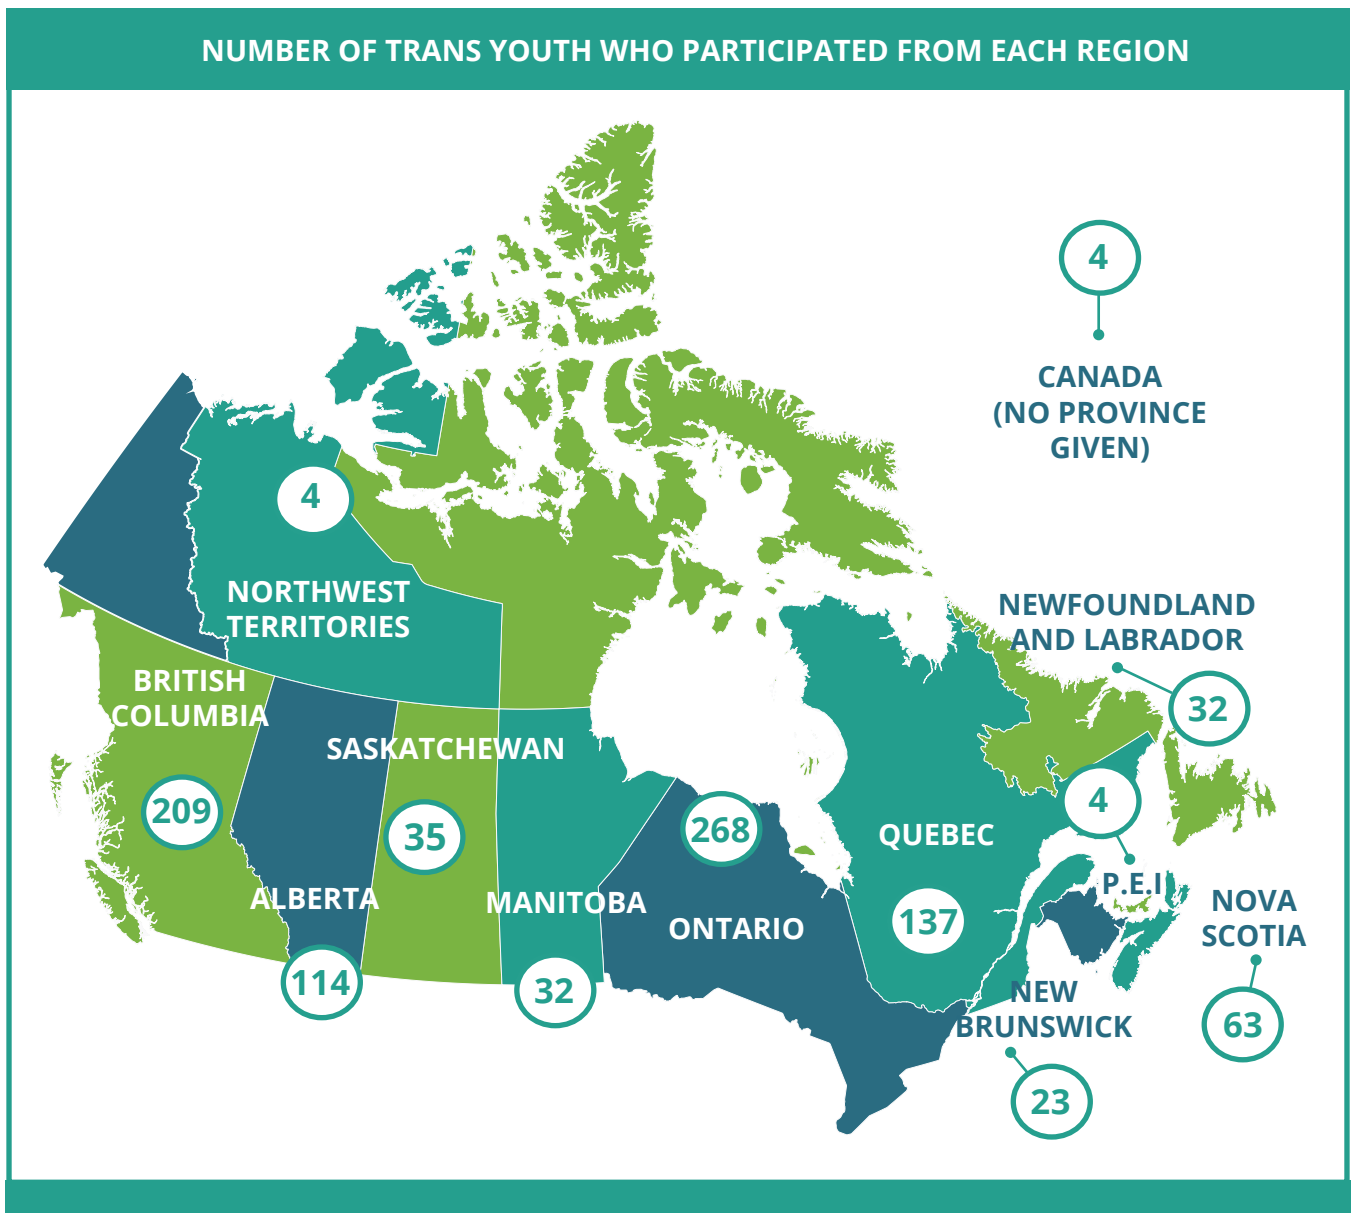 NUMBER OF TRANS YOUTH WHO PARTICIPATED FROM EACH REGION
4
CANADA
(NO PROVINCE
GIVEN)
4
NORTHWEST
TERRITORIES
NEWFOUNDLAND
AND LABRADOR
32
BRITISH
COLUMBIA
209
SASKATCHEWAN
35
ALBERTA
114
MANITOBA
32
268
ONTARIO
QUEBEC
137
4
P.E.I
NOVA
SCOTIA
63
NEW
BRUNSWICK
23